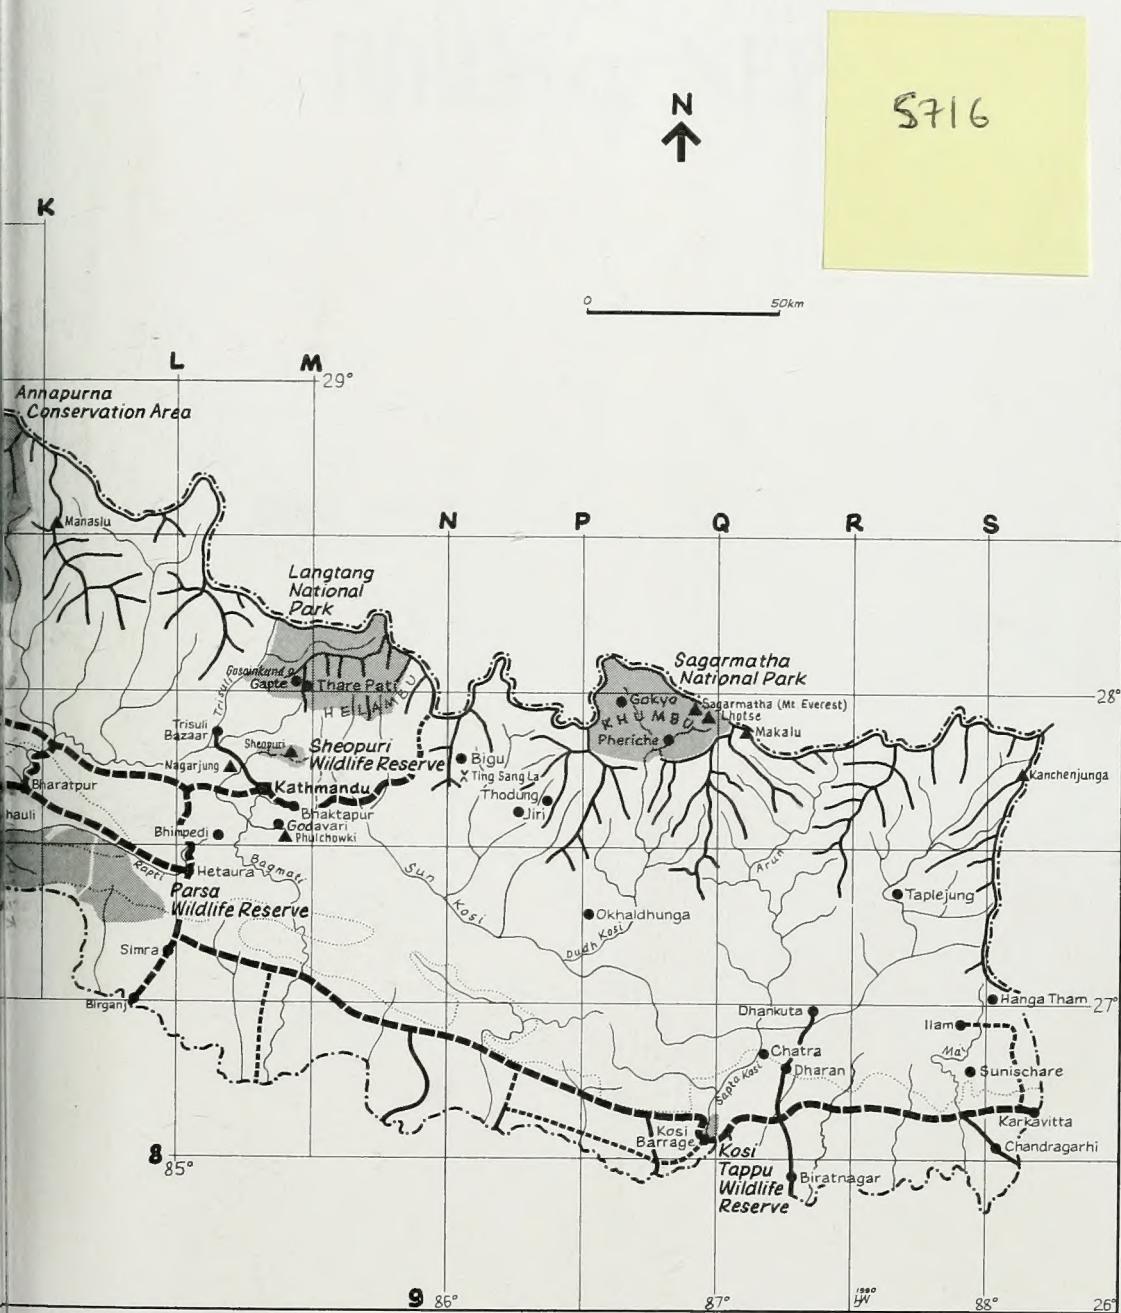 5716
N
K
0 50km
L M
29°
Annapurna
Conservation Area
Manaslu
N P Q R S
Langtang
National
Park
Gosainkund
Gapte
Thare Pati
HELAMBU
Trisuli
Sagarmatha
National Park
28°
Gokyo
Sagarmatha (Mt Everest)
Lhotse
KHUMBU
Pheriche
Makalu
Trisuli
Bazaar
Sheopuri
Sheopuri
Wildlife Reserve
Nagarjung
Bigu
Ting Sang La
Kanchenjunga
Bharatpur
Kathmandu
Thodung
Jiri
Bhaktapur
hauli
Godavari
Bhimpedi
Phulchowki
Rapti
Hetaura
Bagmati
Sun
Kosi
Arun
Parsa
Wildlife Reserve
Taplejung
Okhaldhunga
Dudh Kosi
Simra
Birganj
Hanga Tham
27°
Dhankuta
Ilam
Chatra
Mai
Dharan
Sapta Kosi
Sunischare
Karkavitta
Kosi
Barrage
Chandragarhi
Kosi
Tappu
Wildlife
Reserve
Biratnagar
8
85°
9
86°
87°
1990
HW
88°
26°